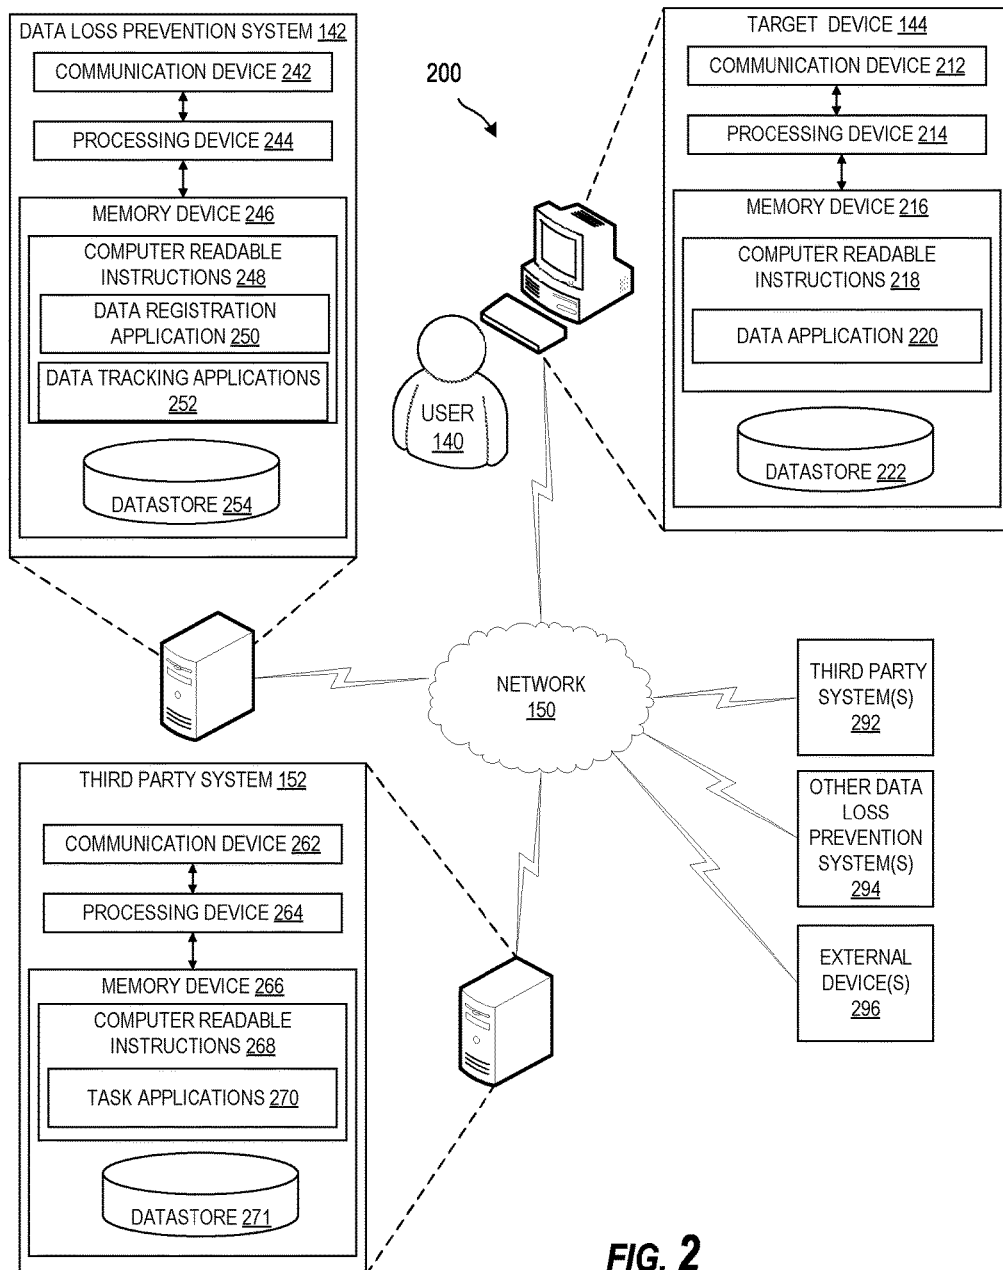 DATA LOSS PREVENTION SYSTEM 142
COMMUNICATION DEVICE 242
PROCESSING DEVICE 244
MEMORY DEVICE 246
COMPUTER READABLE
INSTRUCTIONS 248
DATA REGISTRATION
APPLICATION 250
DATA TRACKING APPLICATIONS
252
DATASTORE 254
200
USER
140
TARGET DEVICE 144
COMMUNICATION DEVICE 212
PROCESSING DEVICE 214
MEMORY DEVICE 216
COMPUTER READABLE
INSTRUCTIONS 218
DATA APPLICATION 220
DATASTORE 222
NETWORK
150
THIRD PARTY
SYSTEM(S)
292
OTHER DATA
LOSS
PREVENTION
SYSTEM(S)
294
EXTERNAL
DEVICE(S)
296
THIRD PARTY SYSTEM 152
COMMUNICATION DEVICE 262
PROCESSING DEVICE 264
MEMORY DEVICE 266
COMPUTER READABLE
INSTRUCTIONS 268
TASK APPLICATIONS 270
DATASTORE 271
FIG. 2